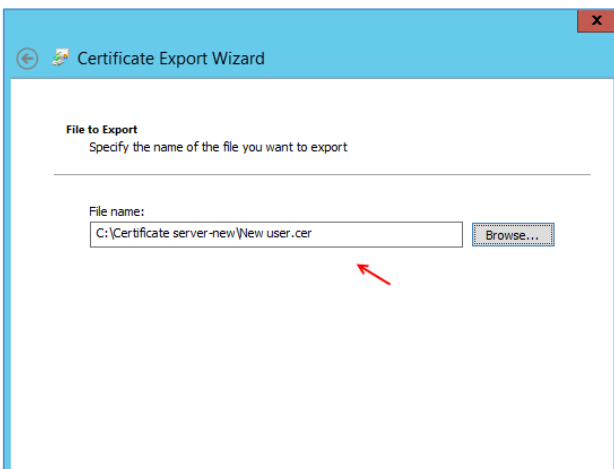 x
Certificate Export Wizard
File to Export
Specify the name of the file you want to export
File name:
C:\Certificate server-new\New user.cer
Browse...